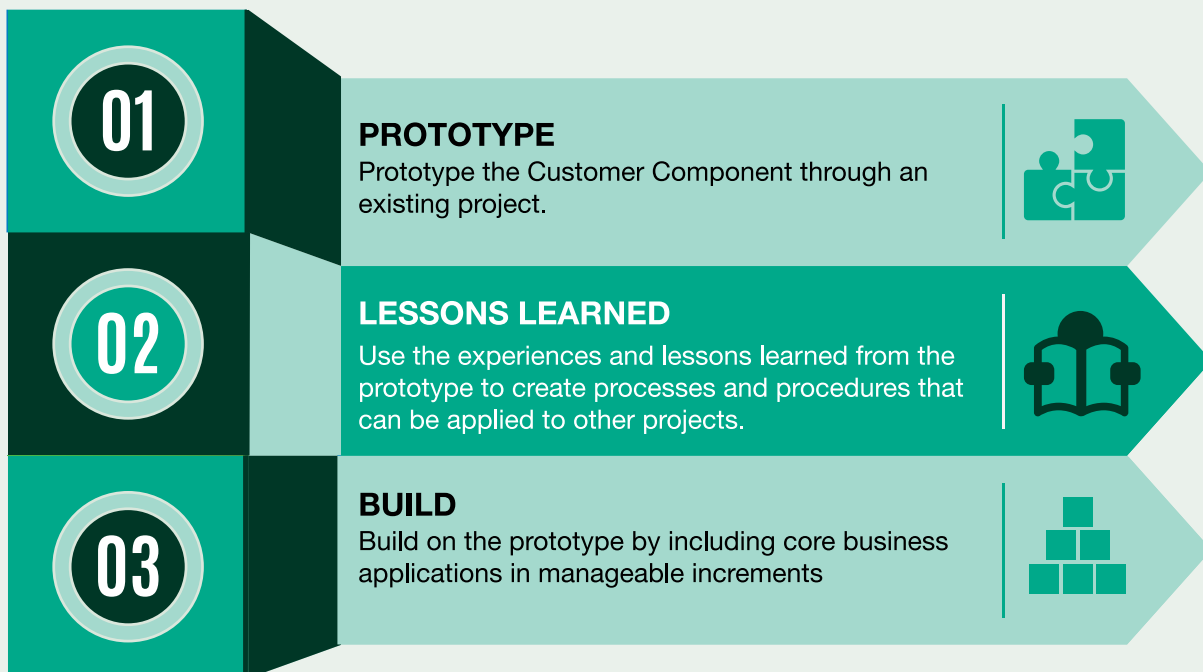 01
PROTOTYPE
Prototype the Customer Component through an
existing project.
02
LESSONS LEARNED
Use the experiences and lessons learned from the
prototype to create processes and procedures that
can be applied to other projects.
03
BUILD
Build on the prototype by including core business
applications in manageable increments